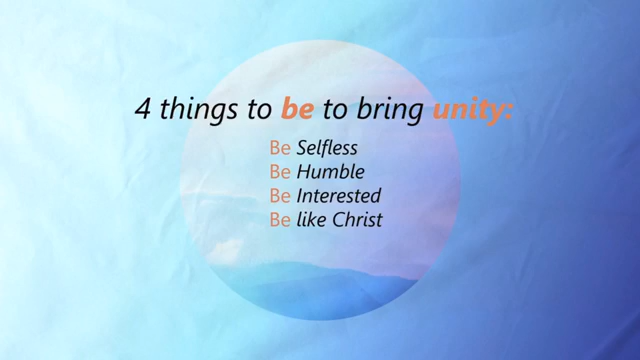 4 things to be to bring unity:
Be Selfless
Be Humble
Be Interested
Be like Christ